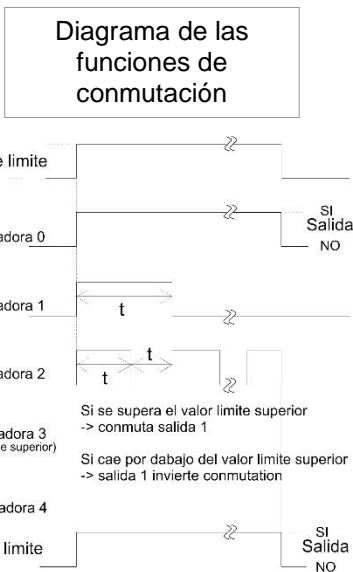 Diagrama de las
funciones de
conmutación
limite
SI
Salida
adora 0
NO
adora 1
t
t
adora 2
t
Si se supera el valor limite superior
-> conmuta salida 1
adora 3
e superior)
Si cae por dabajo del valor limite superior
-> salida 1 invierte conmutation
adora 4
SI
limite
Salida
NO